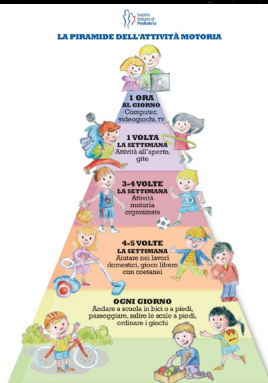 Società
Italiana di
Pediatria
LA PIRAMIDE DELL'ATTIVITÀ MOTORIA
1 ORA
AL GIORNO
Computer,
videogiochi, tv
1 VOLTA
LA SETTIMANA
Attività all'aperto,
gite
3-4 VOLTE
LA SETTIMANA
Attività
motoria
organizzata
4-5 VOLTE
LA SETTIMANA
Aiutare nei lavori
domestici, gioco libero
con coetanei
OGNI GIORNO
Andare a scuola in bici o a piedi,
passeggiare, salire le scale a piedi,
ordinare i giochi